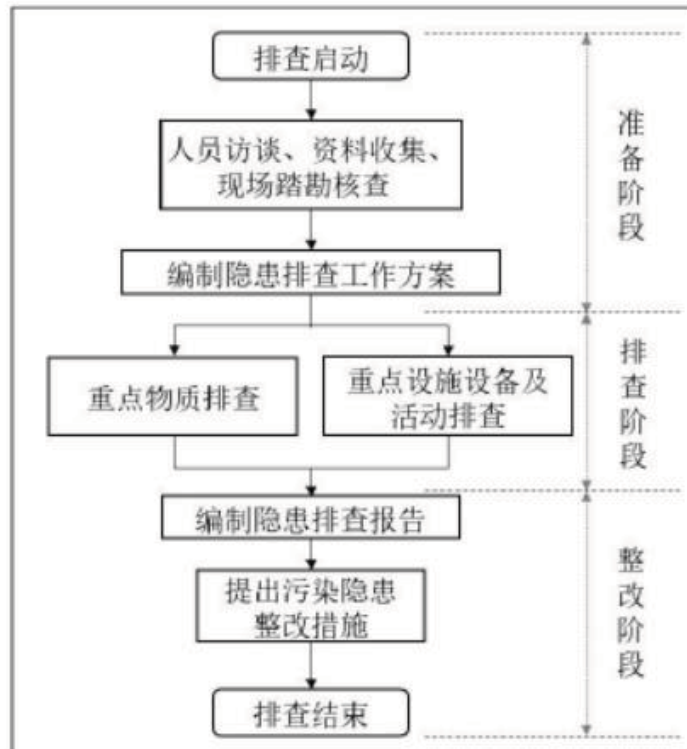 排查启动
人员访谈、资料收集、
现场踏勘核查
编制隐患排查工作方案
准备阶段
重点物质排查
重点设施设备及
活动排查
排查阶段
编制隐患排查报告
提出污染隐患
整改措施
排查结束
整改阶段